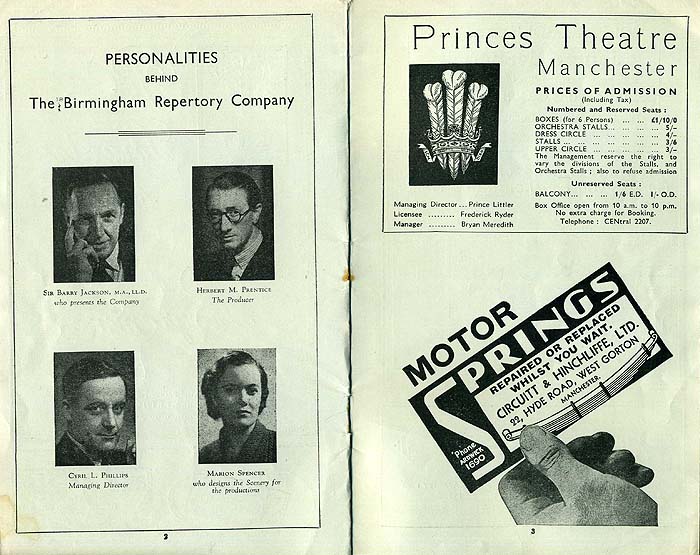 PERSONALITIES
BEHIND
The Birmingham Repertory Company
SIR BARRY JACKSON, M.A., LL.D.
who presents the Company
HERBERT M. PRENTICE
The Producer
CYRIL L. PHILLIPS
Managing Director
MARION SPENCER
who designs the Scenery for
the productions
2
Princes Theatre
Manchester
PRICES OF ADMISSION
(Including Tax)
Numbered and Reserved Seats :
BOXES (for 6 Persons) ... ... £1/10/0
ORCHESTRA STALLS... ... ... 5/-
DRESS CIRCLE ... ... ... ... 4/-
STALLS ... ... ... ... ... 3/6
UPPER CIRCLE ... ... ... ... 3/-
The Management reserve the right to
vary the divisions of the Stalls, and
Orchestra Stalls ; also to refuse admission
Unreserved Seats :
BALCONY... ... ... 1/6 E.D. 1/- O.D.
Box Office open from 10 a.m. to 10 p.m.
No extra charge for Booking.
Telephone : CENtral 2207.
Managing Director ... Prince Littler
Licensee ......... Frederick Ryder
Manager ......... Bryan Meredith
MOTOR
SPRINGS
REPAIRED OR REPLACED
WHILST YOU WAIT.
CIRCUITT & HINCHLIFFE, LTD.
22, HYDE ROAD, WEST GORTON
MANCHESTER.
'Phone
ARDWICK
1690
3